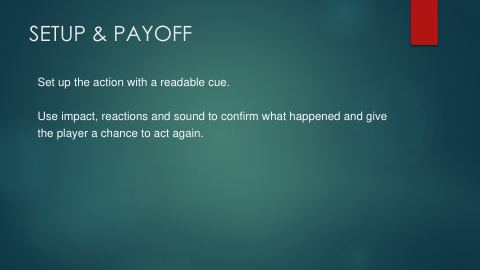 SETUP & PAYOFF
Set up the action with a readable cue.
Use impact, reactions and sound to confirm what happened and give
the player a chance to act again.